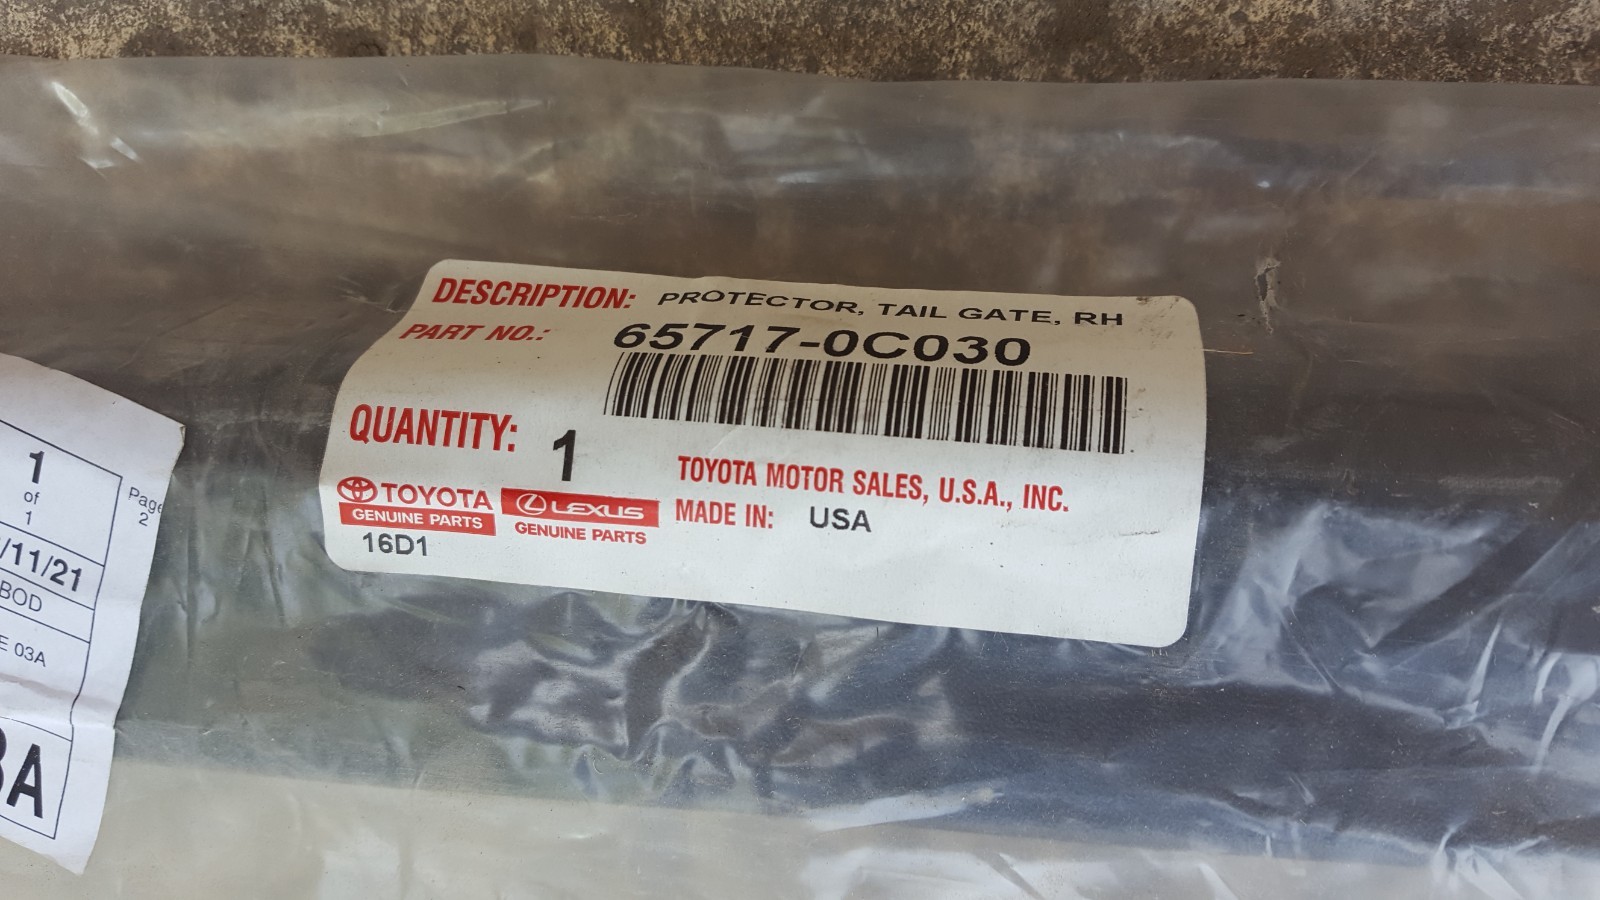 DESCRIPTION: PROTECTOR, TAIL GATE, RH
PART NO.: 65717-0C030
QUANTITY: 1
TOYOTA MOTOR SALES, U.S.A., INC.
MADE IN: USA
TOYOTA
GENUINE PARTS
LEXUS
GENUINE PARTS
16D1
1
of
1
Page
2
/11/21
BOD
E 03A
A